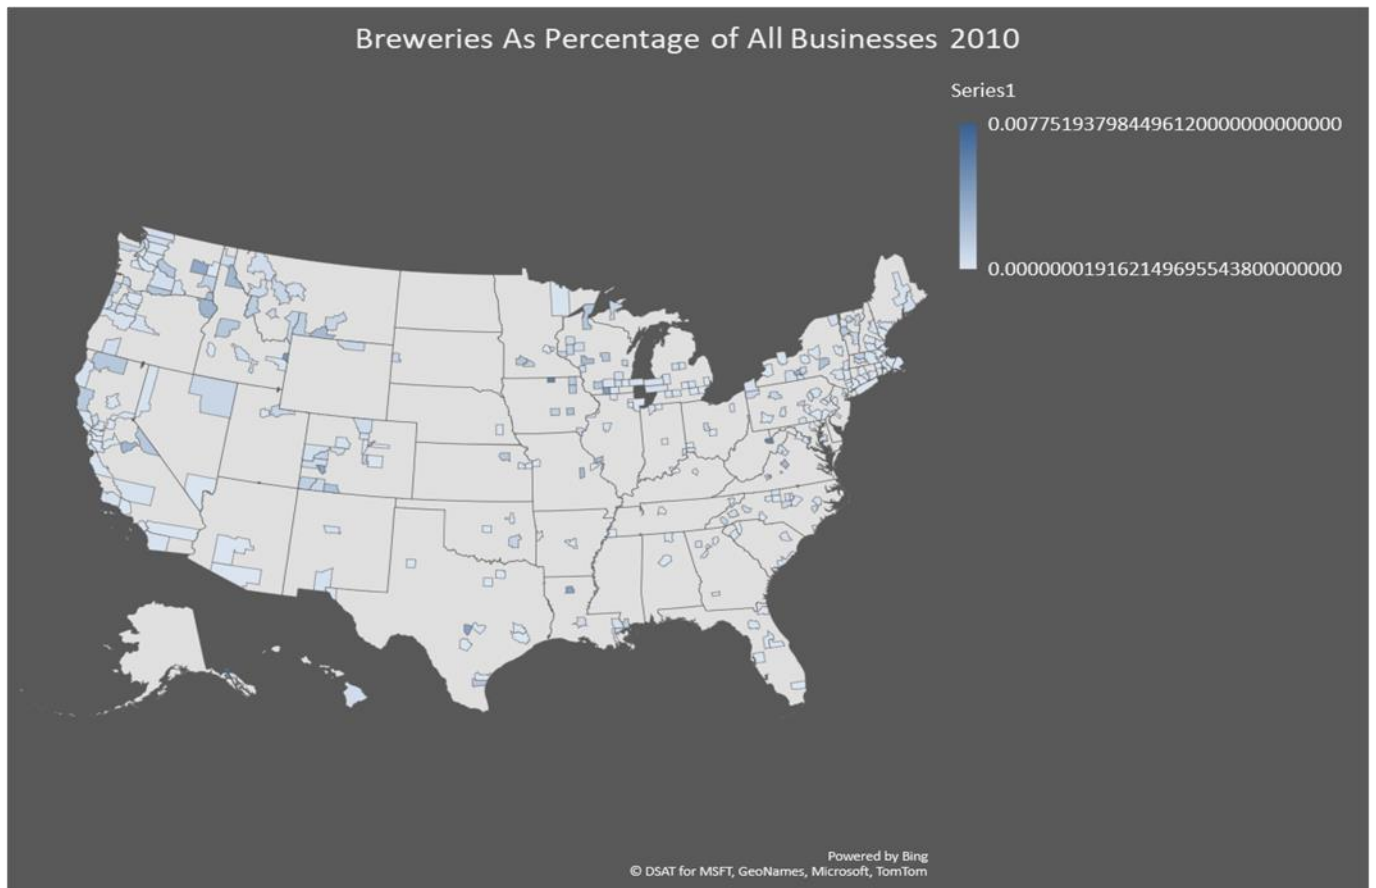 Breweries As Percentage of All Businesses 2010
Series1
0.007751937984496120000000000000
0.0000000191621496955438000000000
Powered by Bing
© DSAT for MSFT, GeoNames, Microsoft, TomTom